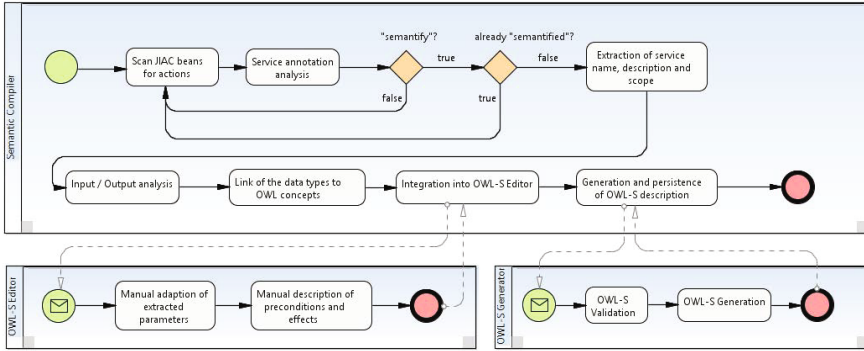 Semantic Compiler
"semantify"?
already "semantified"?
Scan JIAC beans
for actions
Service annotation
analysis
true
false
Extraction of service
name, description and
scope
false
true
Input / Output analysis
Link of the data types to
OWL concepts
Integration into OWL-S Editor
Generation and persistence
of OWL-S description
OWL-S Editor
Manual adaption of
extracted
parameters
Manual description of
preconditions and
effects
OWL-S Generator
OWL-S
Validation
OWL-S Generation